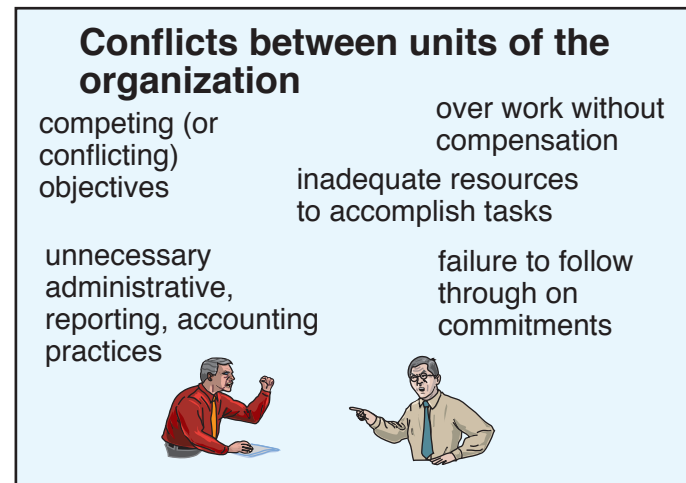 Conflicts between units of the
organization
competing (or
conflicting)
objectives
over work without
compensation
inadequate resources
to accomplish tasks
unnecessary
administrative,
reporting, accounting
practices
failure to follow
through on
commitments